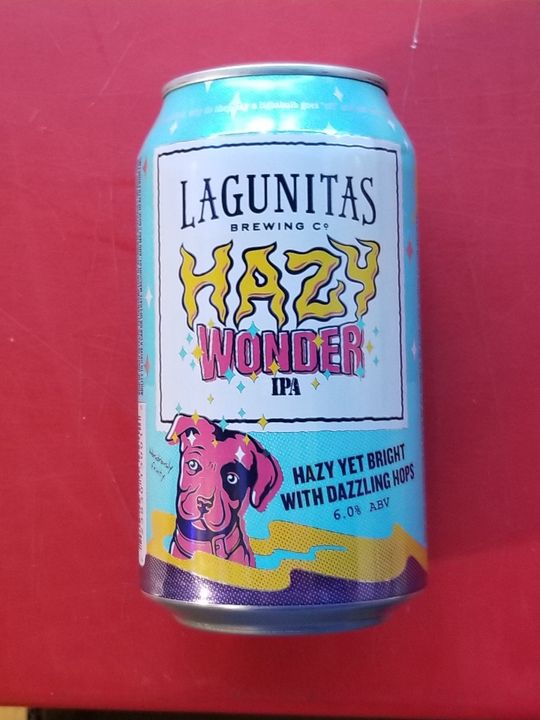 LAGUNITAS
BREWING Cº
HAZY
WONDER
IPA
HAZY YET BRIGHT
WITH DAZZLING HOPS
6.0% ABV